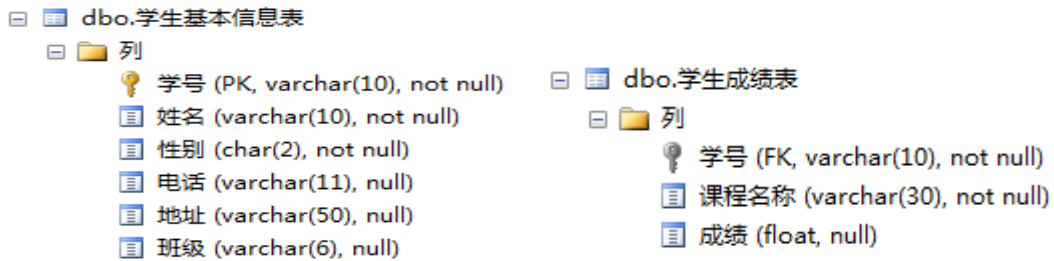 dbo.学生基本信息表
列
学号 (PK, varchar(10), not null)
姓名 (varchar(10), not null)
性别 (char(2), not null)
电话 (varchar(11), null)
地址 (varchar(50), null)
班级 (varchar(6), null)
dbo.学生成绩表
列
学号 (FK, varchar(10), not null)
课程名称 (varchar(30), not null)
成绩 (float, null)